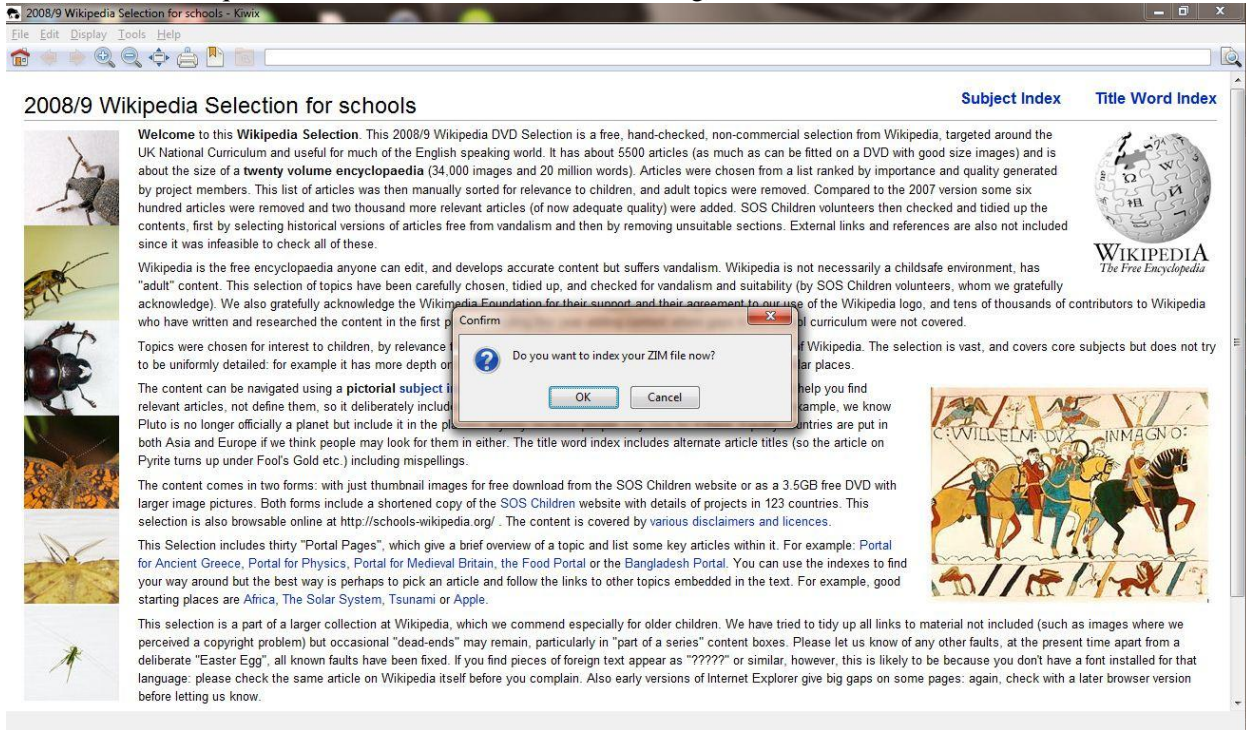 2008/9 Wikipedia Selection for schools - Kiwix
File Edit Display Tools Help
2008/9 Wikipedia Selection for schools
Subject Index Title Word Index
Welcome to this Wikipedia Selection. This 2008/9 Wikipedia DVD Selection is a free, hand-checked, non-commercial selection from Wikipedia, targeted around the
UK National Curriculum and useful for much of the English speaking world. It has about 5500 articles (as much as can be fitted on a DVD with good size images) and is
about the size of a twenty volume encyclopaedia (34,000 images and 20 million words). Articles were chosen from a list ranked by importance and quality generated
by project members. This list of articles was then manually sorted for relevance to children, and adult topics were removed. Compared to the 2007 version some six
hundred articles were removed and two thousand more relevant articles (of now adequate quality) were added. SOS Children volunteers then checked and tidied up the
contents, first by selecting historical versions of articles free from vandalism and then by removing unsuitable sections. External links and references are also not included
since it was infeasible to check all of these.
WIKIPEDIA
The Free Encyclopedia
Wikipedia is the free encyclopaedia anyone can edit, and develops accurate content but suffers vandalism. Wikipedia is not necessarily a childsafe environment, has
"adult" content. This selection of topics have been carefully chosen, tidied up, and checked for vandalism and suitability (by SOS Children volunteers, whom we gratefully
acknowledge). We also gratefully acknowledge the Wikimedia Foundation for their support and their agreement to our use of the Wikipedia logo, and tens of thousands of contributors to Wikipedia
who have written and researched the content in the first curriculum were not covered.
Topics were chosen for interest to children, by relevance of Wikipedia. The selection is vast, and covers core subjects but does not try
to be uniformly detailed: for example it has more depth places.
Confirm
Do you want to index your ZIM file now?
OK Cancel
The content can be navigated using a pictorial subject help you find
relevant articles, not define them, so it deliberately example, we know
Pluto is no longer officially a planet but include it in the countries are put in
both Asia and Europe if we think people may look for them in either. The title word index includes alternate article titles (so the article on
Pyrite turns up under Fool's Gold etc.) including mispellings.
C:WILLELM: DVX INMAGNO:
The content comes in two forms: with just thumbnail images for free download from the SOS Children website or as a 3.5GB free DVD with
larger image pictures. Both forms include a shortened copy of the SOS Children website with details of projects in 123 countries. This
selection is also browsable online at http://schools-wikipedia.org/ . The content is covered by various disclaimers and licences.
This Selection includes thirty "Portal Pages", which give a brief overview of a topic and list some key articles within it. For example: Portal
for Ancient Greece, Portal for Physics, Portal for Medieval Britain, the Food Portal or the Bangladesh Portal. You can use the indexes to find
your way around but the best way is perhaps to pick an article and follow the links to other topics embedded in the text. For example, good
starting places are Africa, The Solar System, Tsunami or Apple.
This selection is a part of a larger collection at Wikipedia, which we commend especially for older children. We have tried to tidy up all links to material not included (such as images where we
perceived a copyright problem) but occasional "dead-ends" may remain, particularly in "part of a series" content boxes. Please let us know of any other faults, at the present time apart from a
deliberate "Easter Egg", all known faults have been fixed. If you find pieces of foreign text appear as "?????" or similar, however, this is likely to be because you don't have a font installed for that
language: please check the same article on Wikipedia itself before you complain. Also early versions of Internet Explorer give big gaps on some pages: again, check with a later browser version
before letting us know.